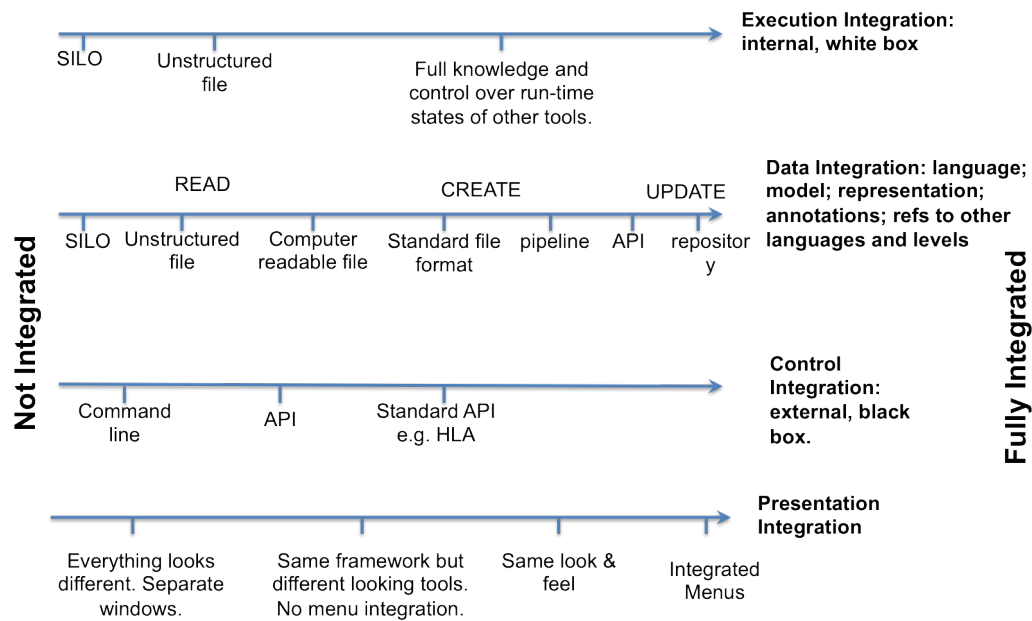 Execution Integration:
internal, white box
SILO
Unstructured
file
Full knowledge and
control over run-time
states of other tools.
Data Integration: language;
model; representation;
annotations; refs to other
languages and levels
READ
CREATE
UPDATE
SILO
Unstructured
file
Computer
readable file
Standard file
format
pipeline
API
repositor
y
Not Integrated
Fully Integrated
Control
Integration:
external, black
box.
Command
line
API
Standard API
e.g. HLA
Presentation
Integration
Everything looks
different. Separate
windows.
Same framework but
different looking tools.
No menu integration.
Same look &
feel
Integrated
Menus